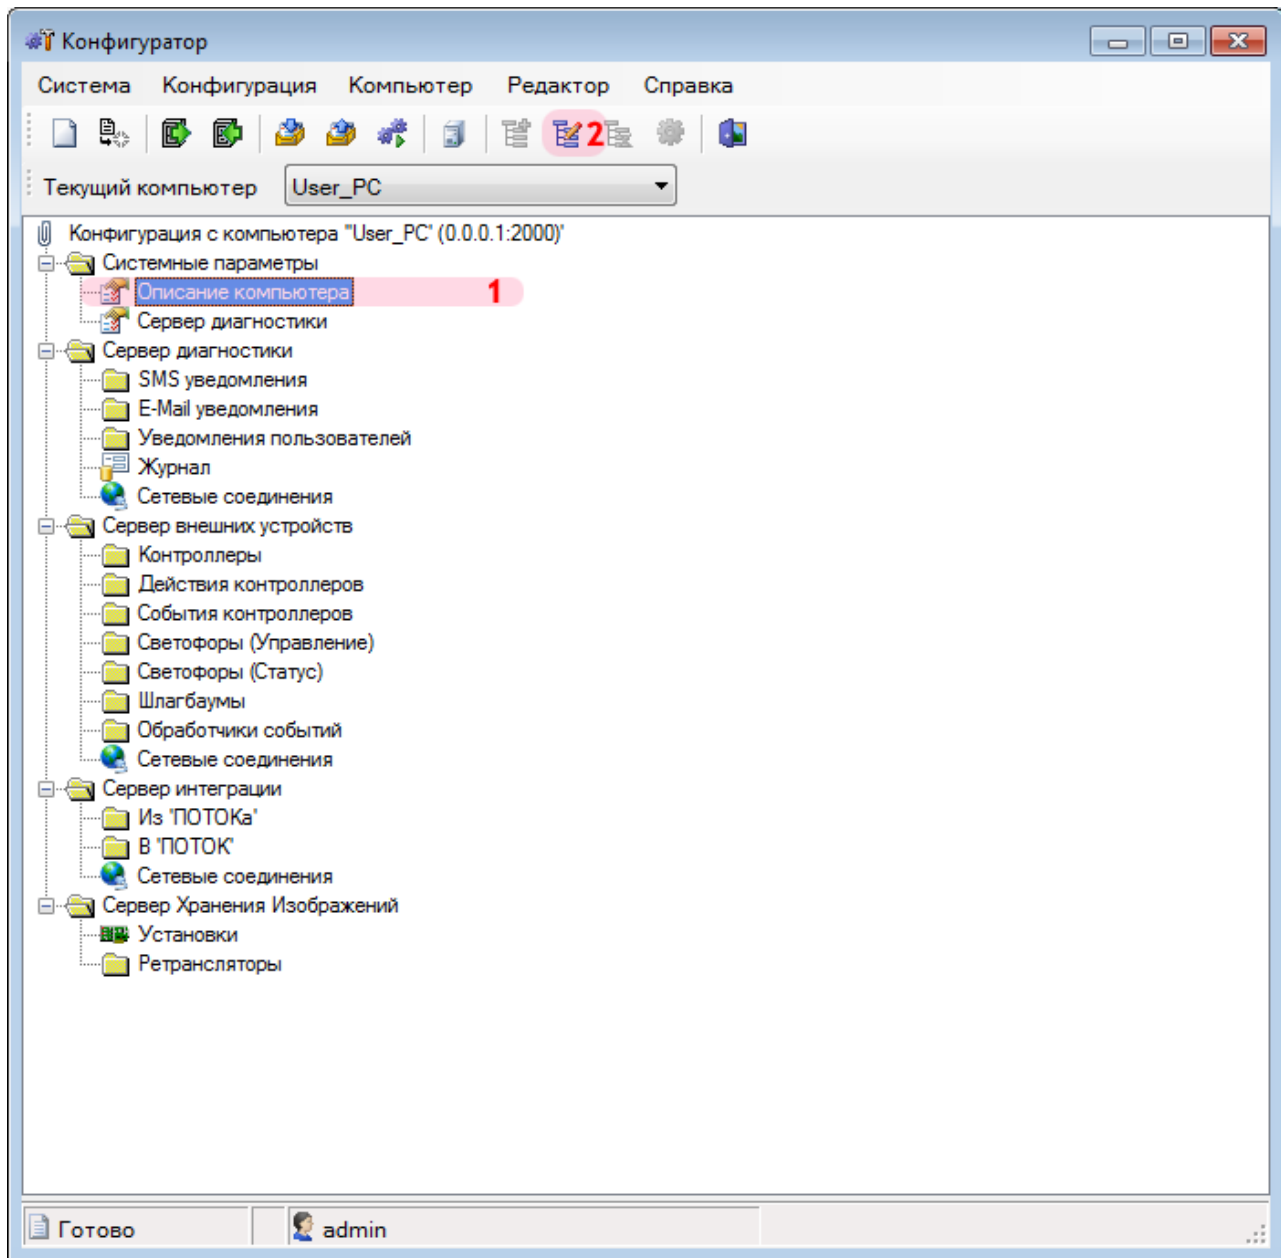 Конфигуратор
Система Конфигурация Компьютер Редактор Справка
2
Текущий компьютер User_PC
Конфигурация с компьютера "User_PC' (0.0.0.1:2000)'
Системные параметры
Описание компьютера 1
Сервер диагностики
Сервер диагностики
SMS уведомления
E-Mail уведомления
Уведомления пользователей
Журнал
Сетевые соединения
Сервер внешних устройств
Контроллеры
Действия контроллеров
События контроллеров
Светофоры (Управление)
Светофоры (Статус)
Шлагбаумы
Обработчики событий
Сетевые соединения
Сервер интеграции
Из 'ПОТОКа'
В 'ПОТОК'
Сетевые соединения
Сервер Хранения Изображений
Установки
Ретрансляторы
Готово admin